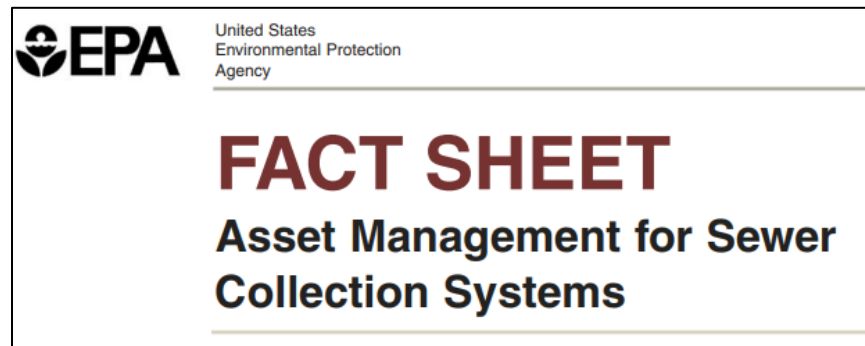 EPA
United States
Environmental Protection
Agency
FACT SHEET
Asset Management for Sewer
Collection Systems